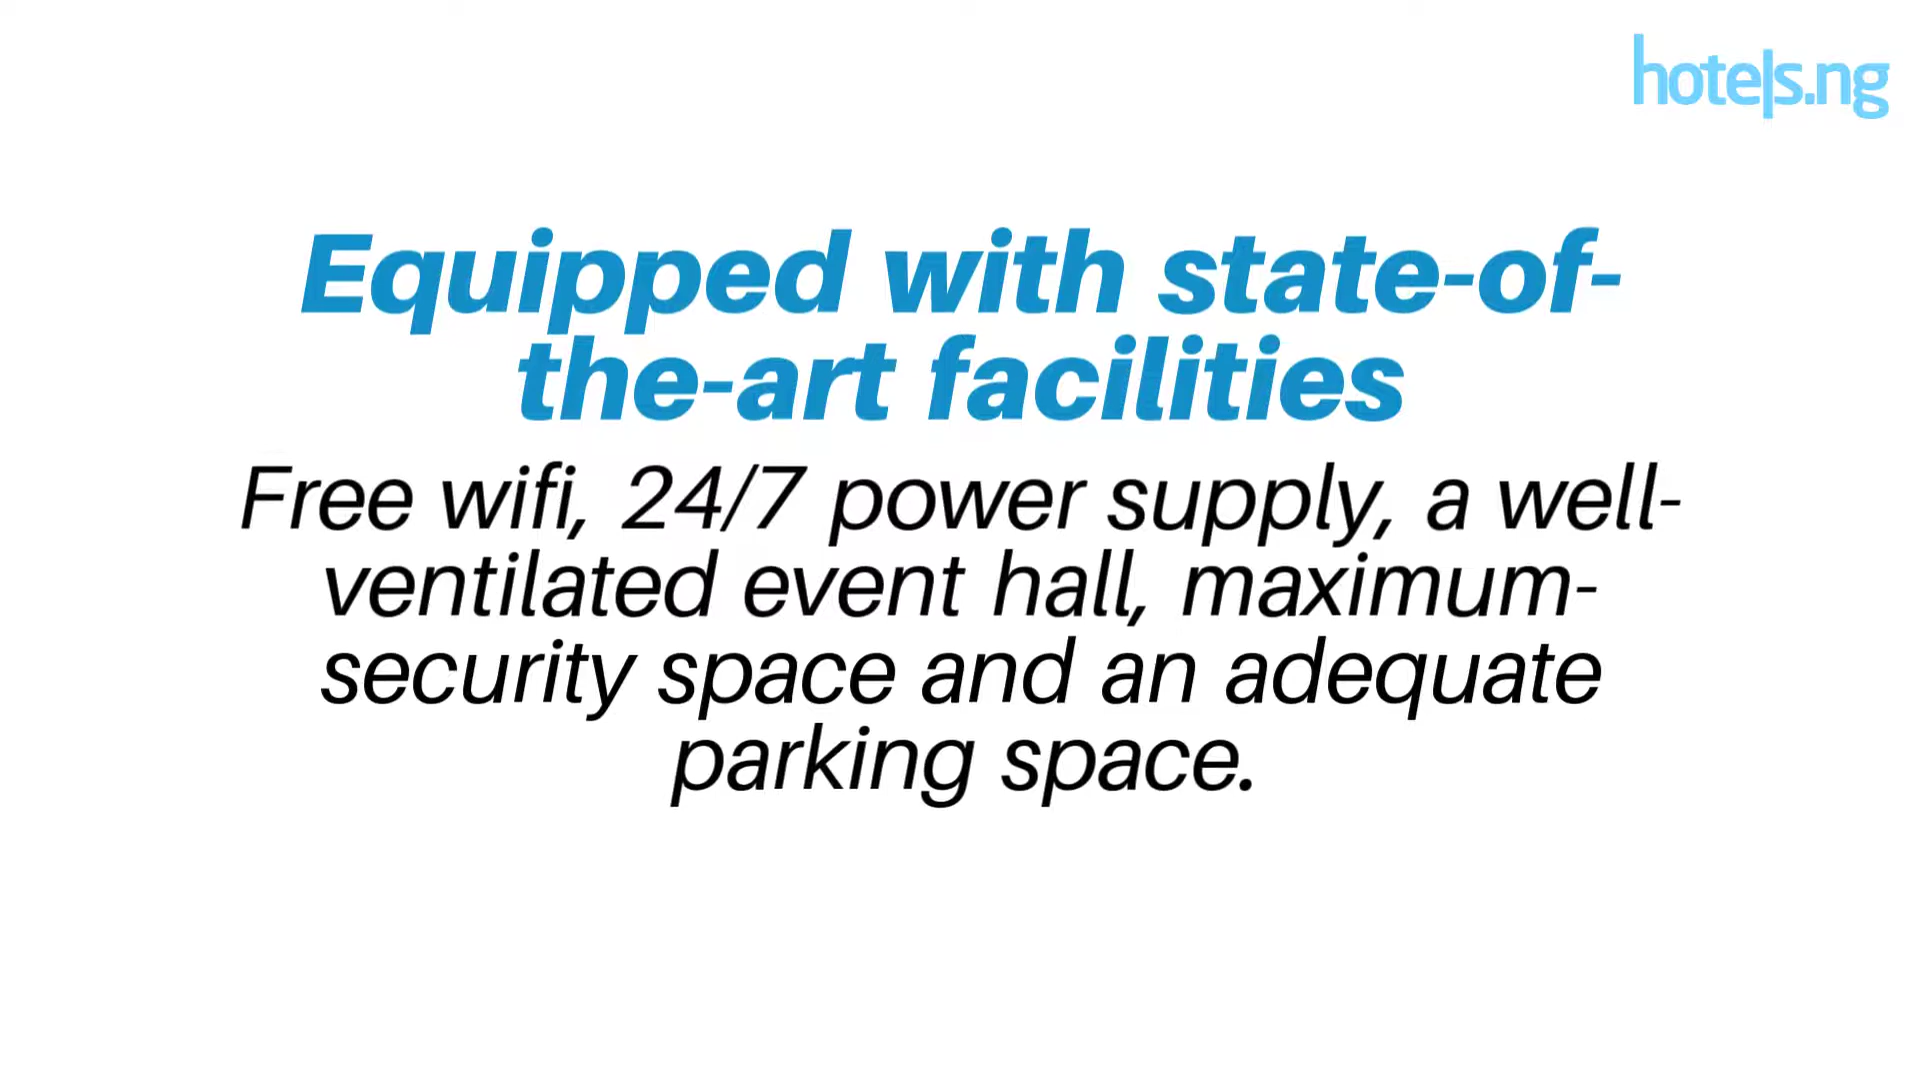 hotels.ng
Equipped with state-of-
the-art facilities
Free wifi, 24/7 power supply, a well-
ventilated event hall, maximum-
security space and an adequate
parking space.